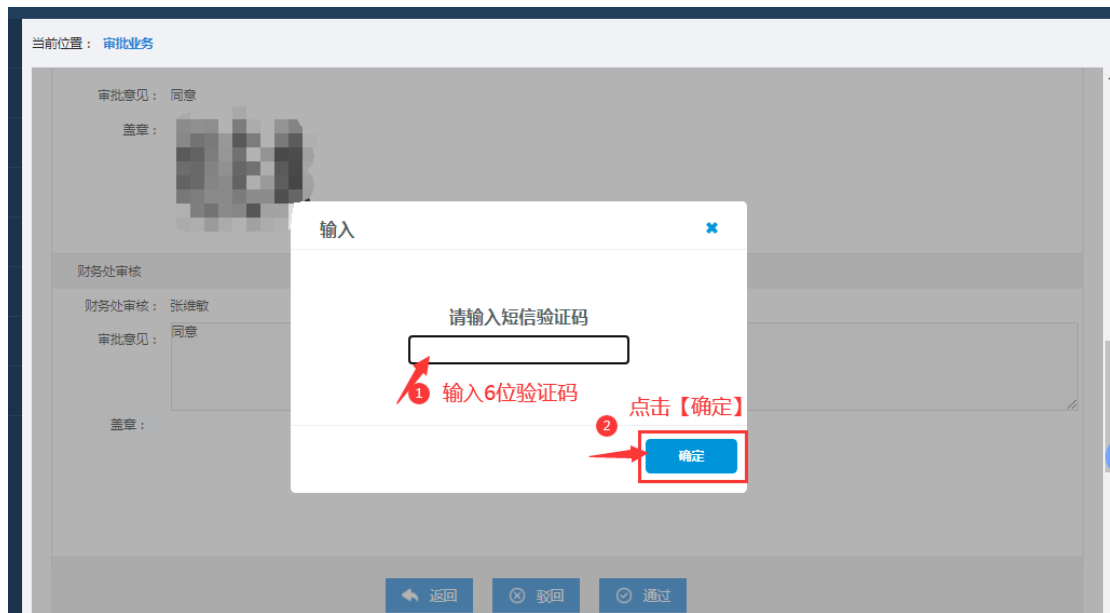 当前位置： 审批业务
审批意见： 同意
盖章：
输入
财务处审核
财务处审核： 张维敏
请输入短信验证码
审批意见： 同意
1 输入6位验证码
点击【确定】
盖章：
2
确定
返回 驳回 通过